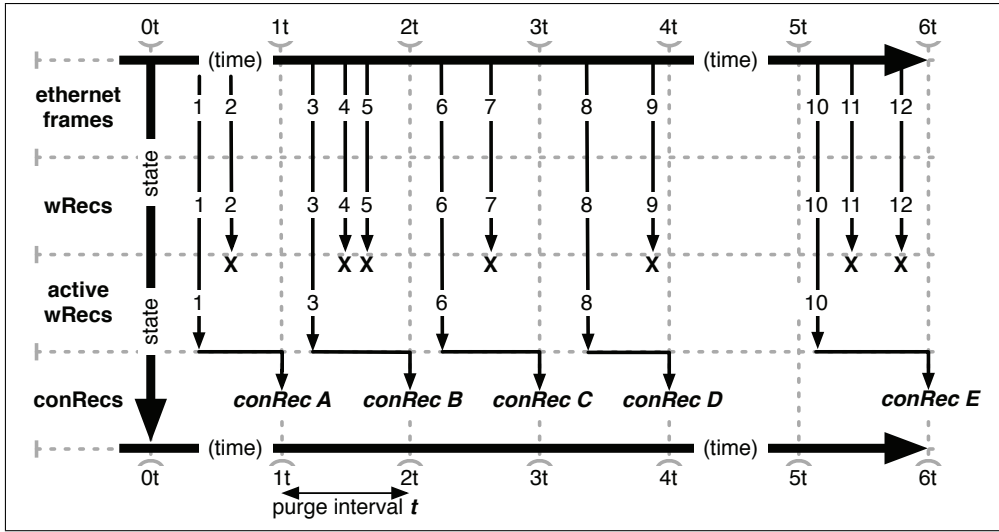 0t 1t 2t 3t 4t 5t 6t
(time) (time)
ethernet frames
1 2 3 4 5 6 7 8 9 10 11 12
state
wRecs
1 2 3 4 5 6 7 8 9 10 11 12
X X X X X X X
active wRecs
1 3 6 8 10
state
conRecs
conRec A conRec B conRec C conRec D conRec E
(time) (time)
0t 1t 2t 3t 4t 5t 6t
purge interval t